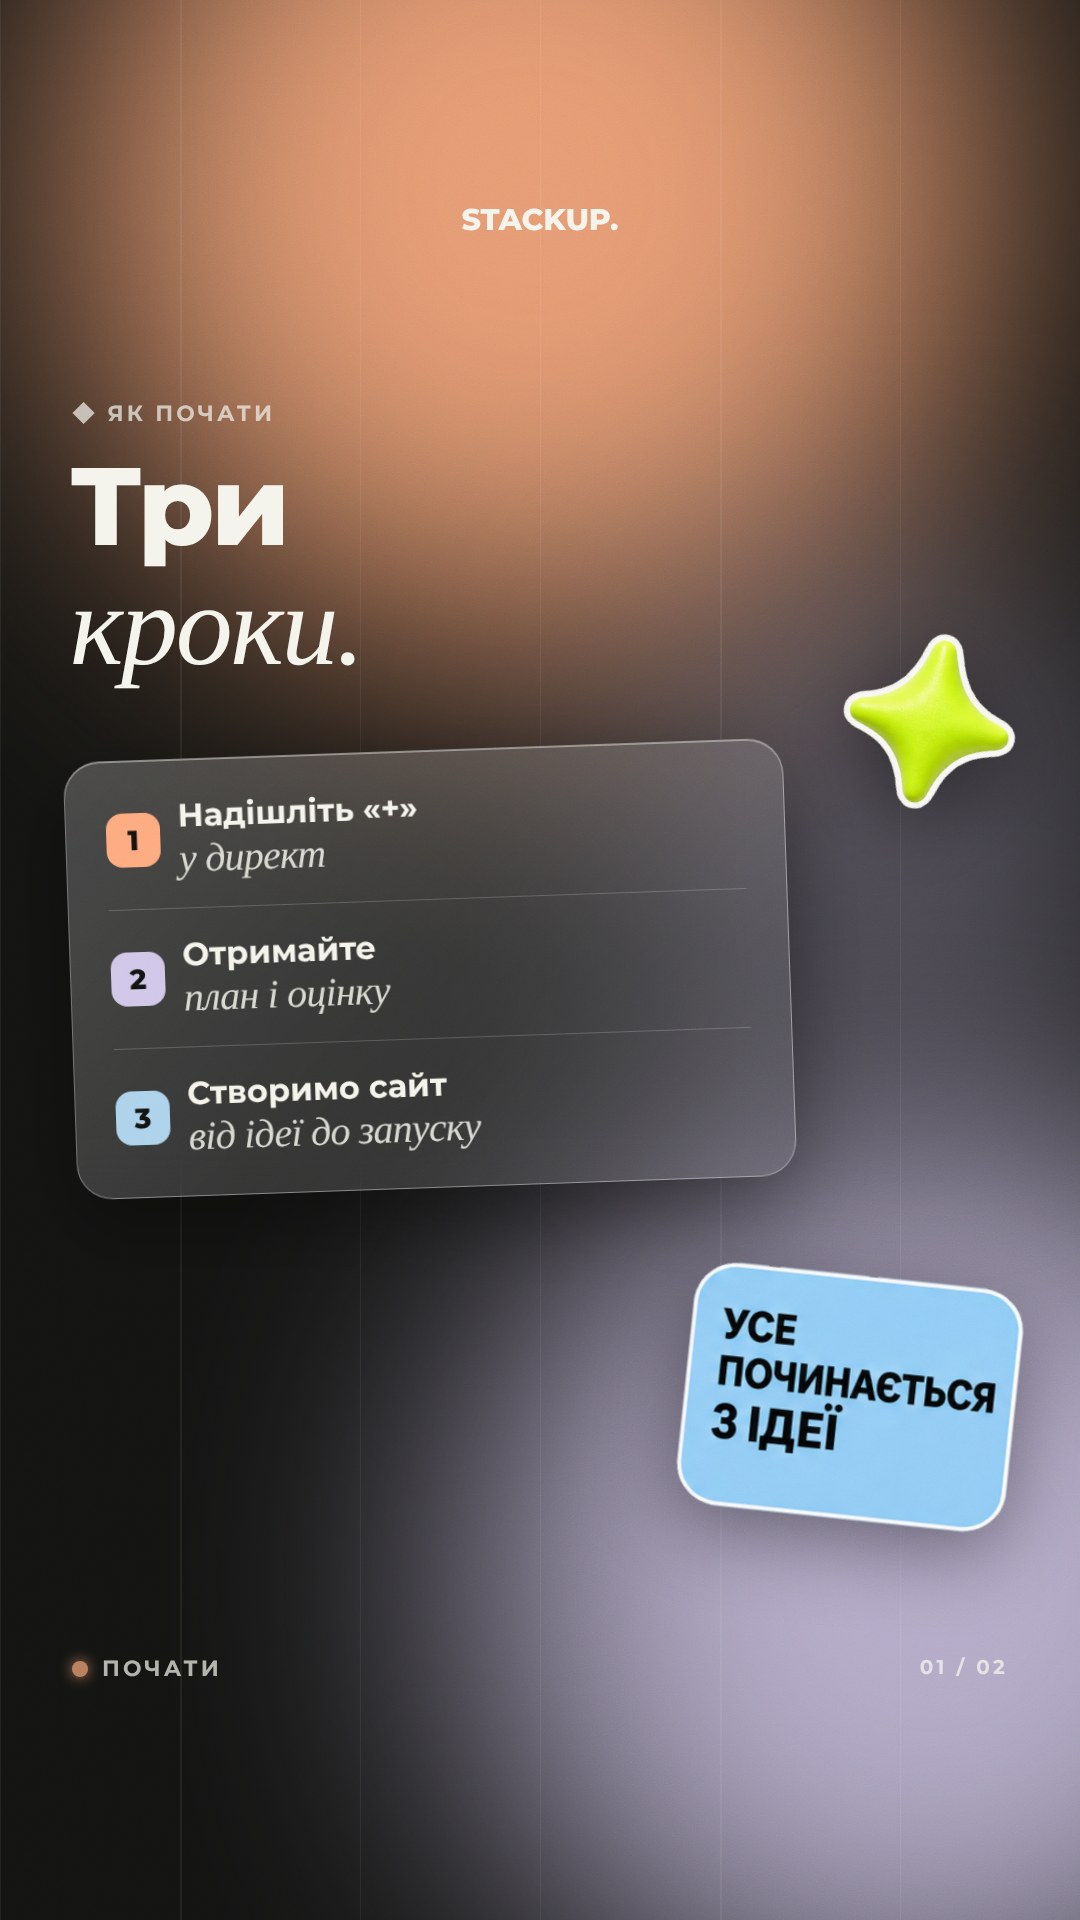 STACKUP.
ЯК ПОЧАТИ
Три
кроки.
1
Надішліть «+»
у директ
2
Отримайте
план і оцінку
3
Створимо сайт
від ідеї до запуску
УСЕ
ПОЧИНАЄТЬСЯ
З ІДЕЇ
ПОЧАТИ
01 / 02